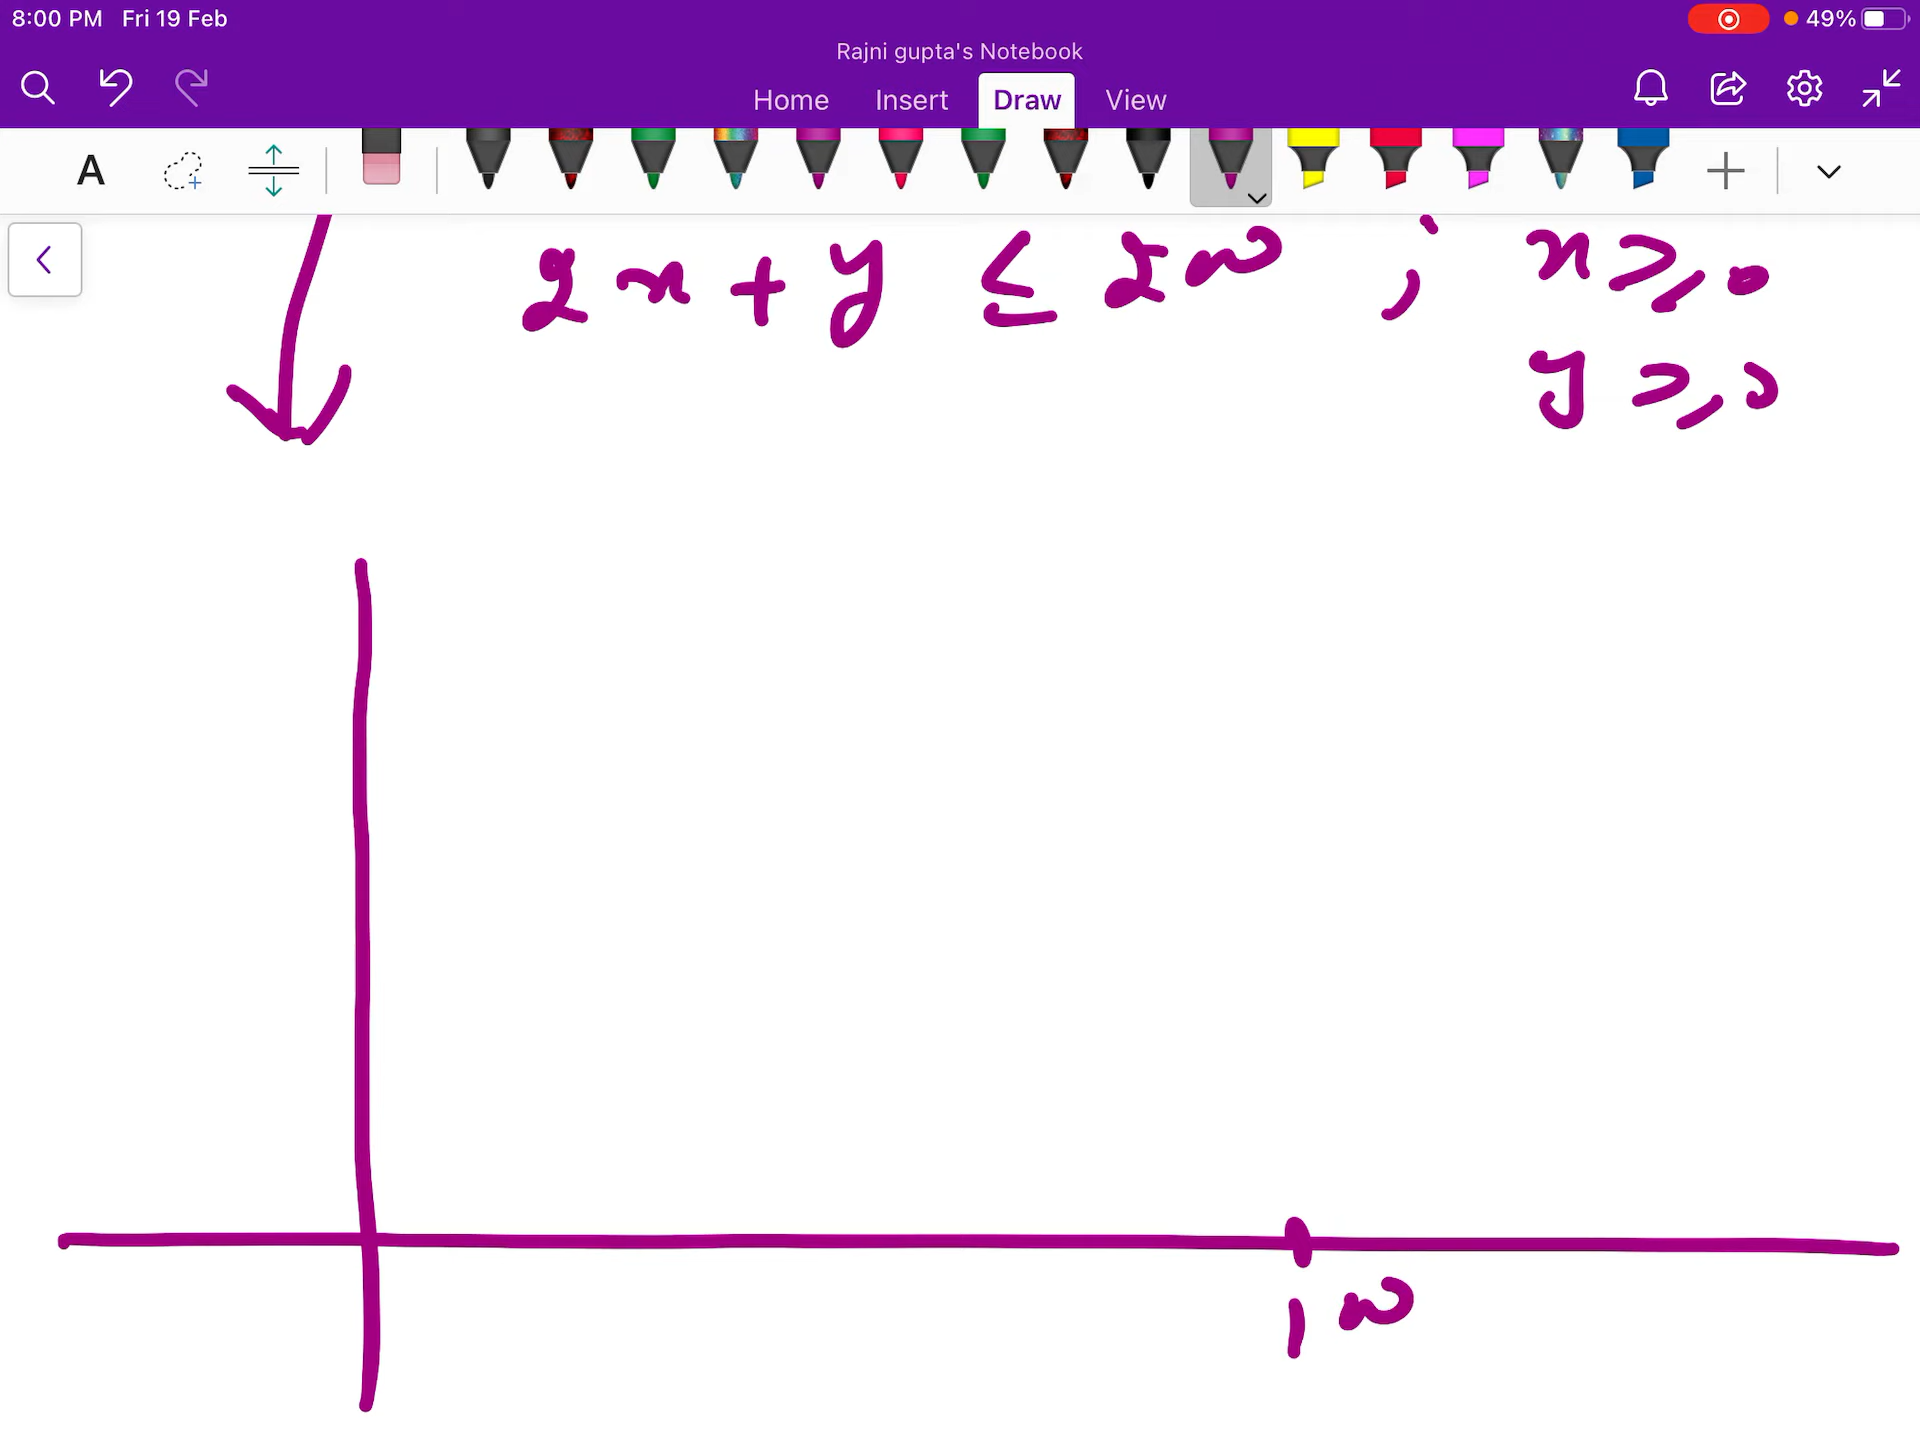 8:00 PM Fri 19 Feb
49%
Rajni gupta's Notebook
Home Insert Draw View
A
2x + y ≤ 200 ; x ≥ 0
y ≥ 0
100